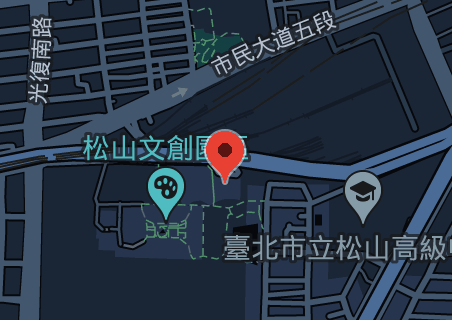 市民大道五段
光復南路
松山文創園區
臺北市立松山高級